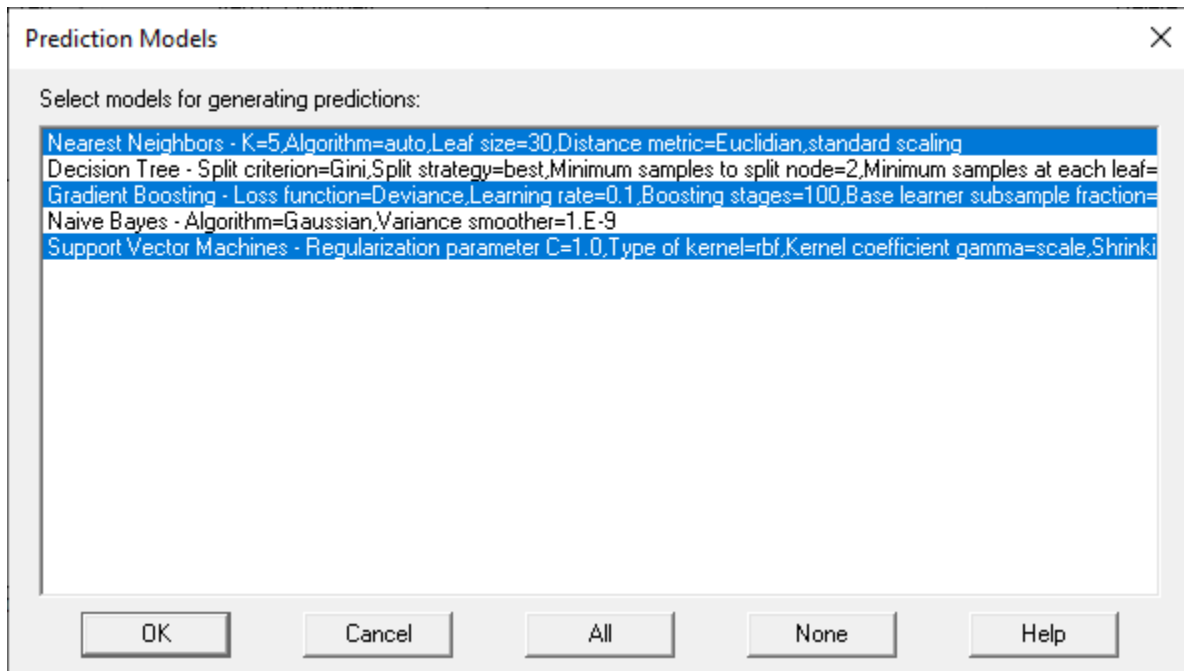 Prediction Models
Select models for generating predictions:
Nearest Neighbors - K=5,Algorithm=auto,Leaf size=30,Distance metric=Euclidian,standard scaling
Decision Tree - Split criterion=Gini,Split strategy=best,Minimum samples to split node=2,Minimum samples at each leaf=
Gradient Boosting - Loss function=Deviance,Learning rate=0.1,Boosting stages=100,Base learner subsample fraction=
Naive Bayes - Algorithm=Gaussian,Variance smoother=1.E-9
Support Vector Machines - Regularization parameter C=1.0,Type of kernel=rbf,Kernel coefficient gamma=scale,Shrinki
OK Cancel All None Help